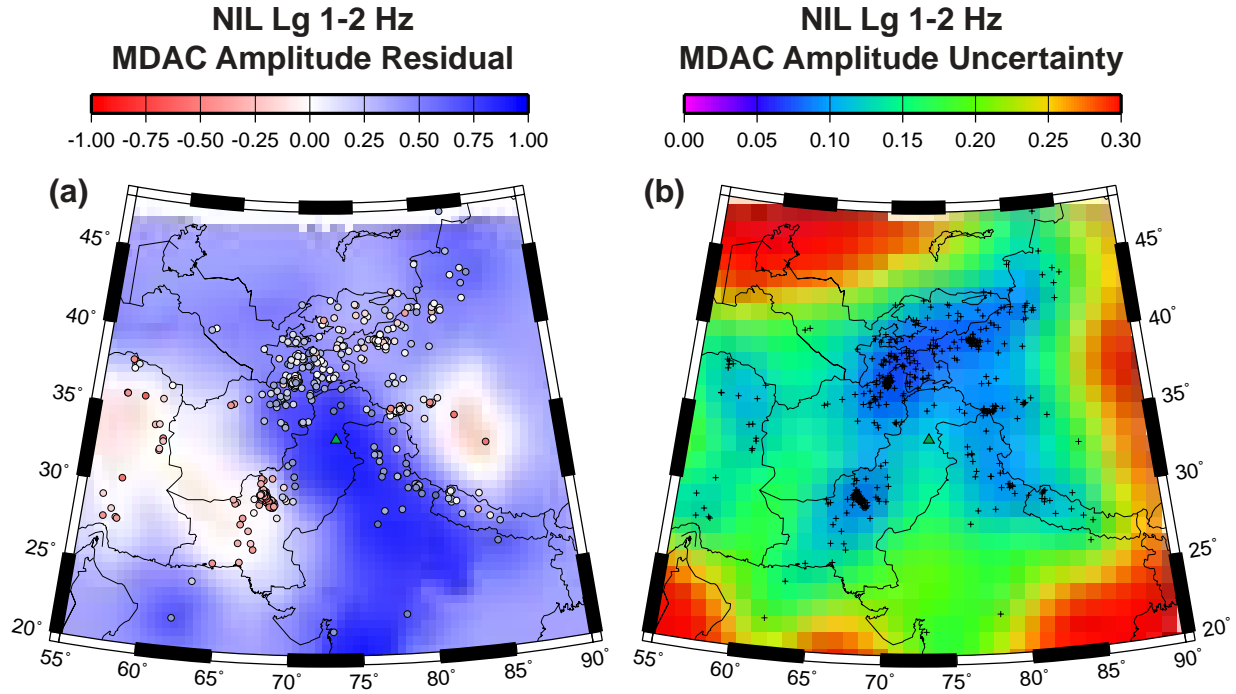 NIL Lg 1-2 Hz
MDAC Amplitude Residual
-1.00 -0.75 -0.50 -0.25 0.00 0.25 0.50 0.75 1.00
(a)
45°
40°
35°
30°
25°
20°
55° 60° 65° 70° 75° 80° 85° 90°
NIL Lg 1-2 Hz
MDAC Amplitude Uncertainty
0.00 0.05 0.10 0.15 0.20 0.25 0.30
(b)
45°
40°
35°
30°
25°
20°
55° 60° 65° 70° 75° 80° 85° 90°